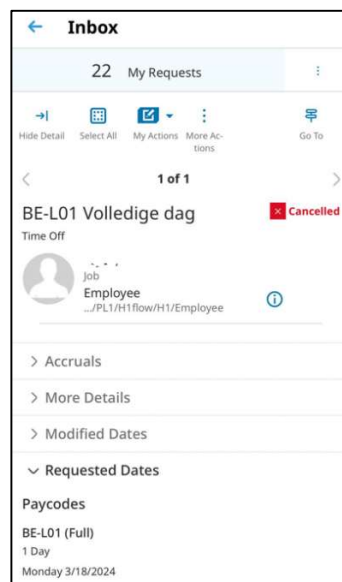 Inbox
22 My Requests
Hide Detail Select All My Actions More Ac-
tions Go To
1 of 1
BE-L01 Volledige dag Cancelled
Time Off
Job
Employee
.../PL1/H1flow/H1/Employee
Accruals
More Details
Modified Dates
Requested Dates
Paycodes
BE-L01 (Full)
1 Day
Monday 3/18/2024